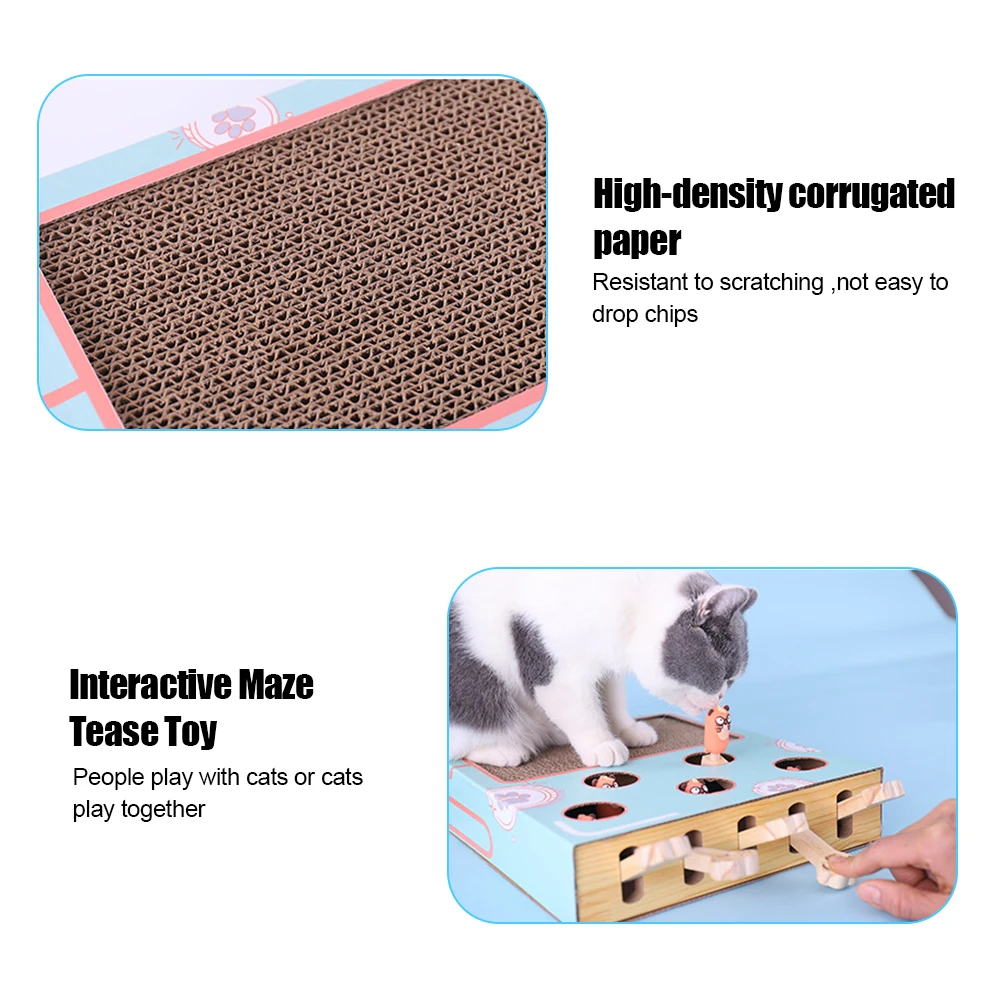 High-density corrugated
paper
Resistant to scratching ,not easy to
drop chips
Interactive Maze
Tease Toy
People play with cats or cats
play together